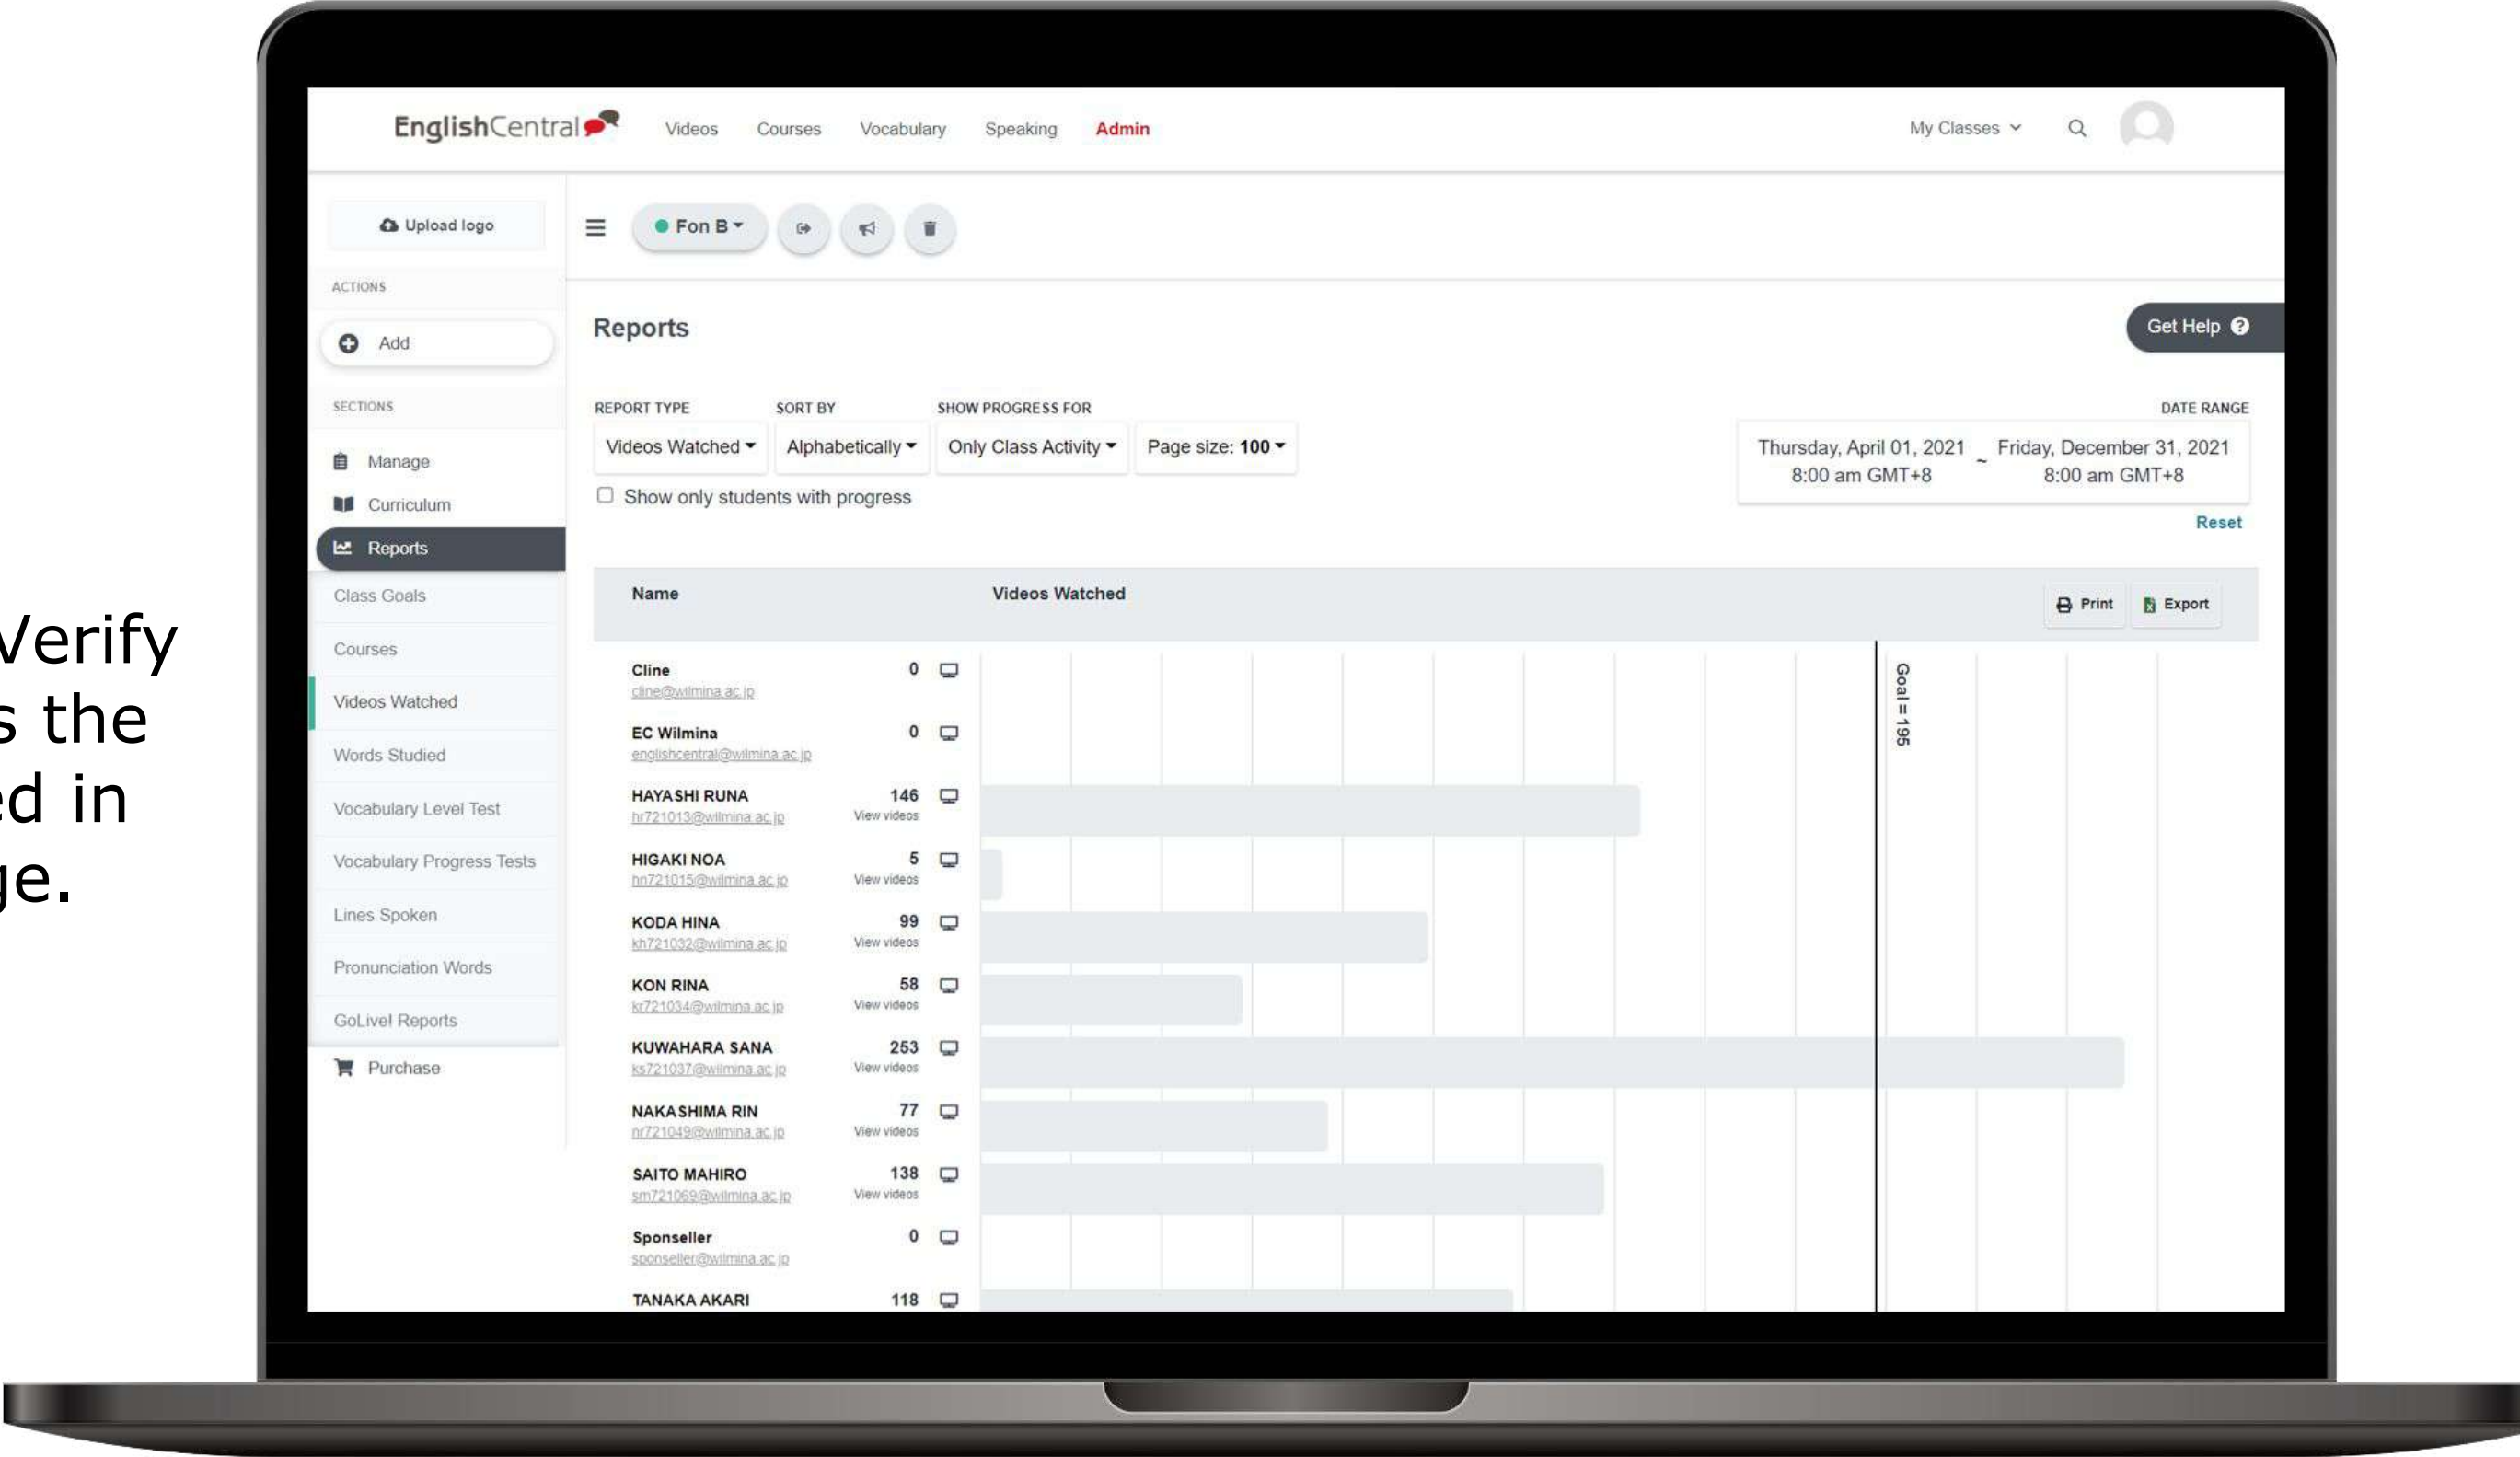 Verify
s the
ed in
ge.
EnglishCentral Videos Courses Vocabulary Speaking Admin My Classes
Upload logo
Fon B
ACTIONS
Add
Reports
Get Help
SECTIONS
REPORT TYPE SORT BY SHOW PROGRESS FOR DATE RANGE
Videos Watched Alphabetically Only Class Activity Page size: 100
Thursday, April 01, 2021 ~ Friday, December 31, 2021
8:00 am GMT+8 8:00 am GMT+8
Show only students with progress
Reset
Manage
Curriculum
Reports
Class Goals
Courses
Videos Watched
Words Studied
Vocabulary Level Test
Vocabulary Progress Tests
Lines Spoken
Pronunciation Words
GoLive! Reports
Purchase
Name Videos Watched Print Export
Goal = 195
Cline 0
cline@wilmina.ac.jp
EC Wilmina 0
englishcentral@wilmina.ac.jp
HAYASHI RUNA 146
hr721013@wilmina.ac.jp View videos
HIGAKI NOA 5
hn721015@wilmina.ac.jp View videos
KODA HINA 99
kh721032@wilmina.ac.jp View videos
KON RINA 58
kr721034@wilmina.ac.jp View videos
KUWAHARA SANA 253
ks721037@wilmina.ac.jp View videos
NAKASHIMA RIN 77
nr721049@wilmina.ac.jp View videos
SAITO MAHIRO 138
sm721069@wilmina.ac.jp View videos
Sponseller 0
sponseller@wilmina.ac.jp
TANAKA AKARI 118